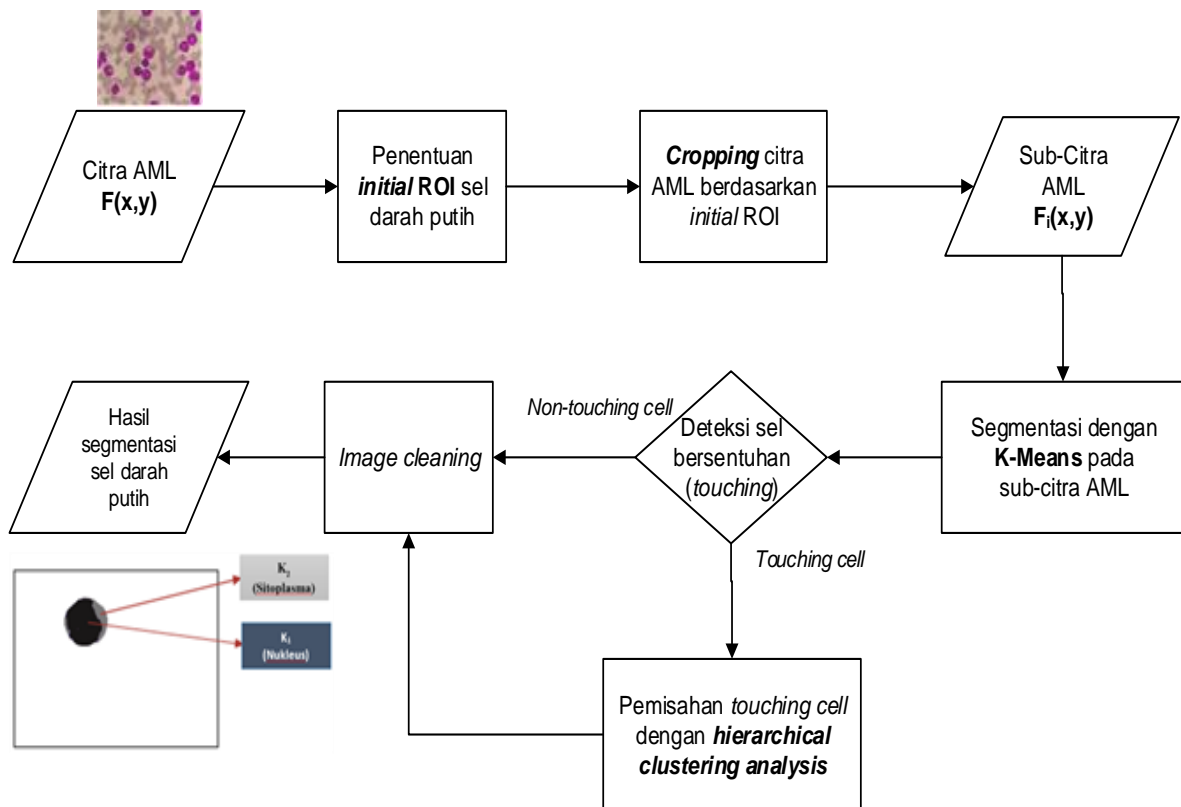 Citra AML
F(x,y)
Penentuan
initial ROI sel
darah putih
Cropping citra
AML berdasarkan
initial ROI
Sub-Citra
AML
Fi(x,y)
Segmentasi dengan
K-Means pada
sub-citra AML
Deteksi sel
bersentuhan
(touching)
Non-touching cell
Touching cell
Image cleaning
Hasil
segmentasi
sel darah
putih
Pemisahan touching cell
dengan hierarchical
clustering analysis
(Sitoplasma)
(Nukleus)